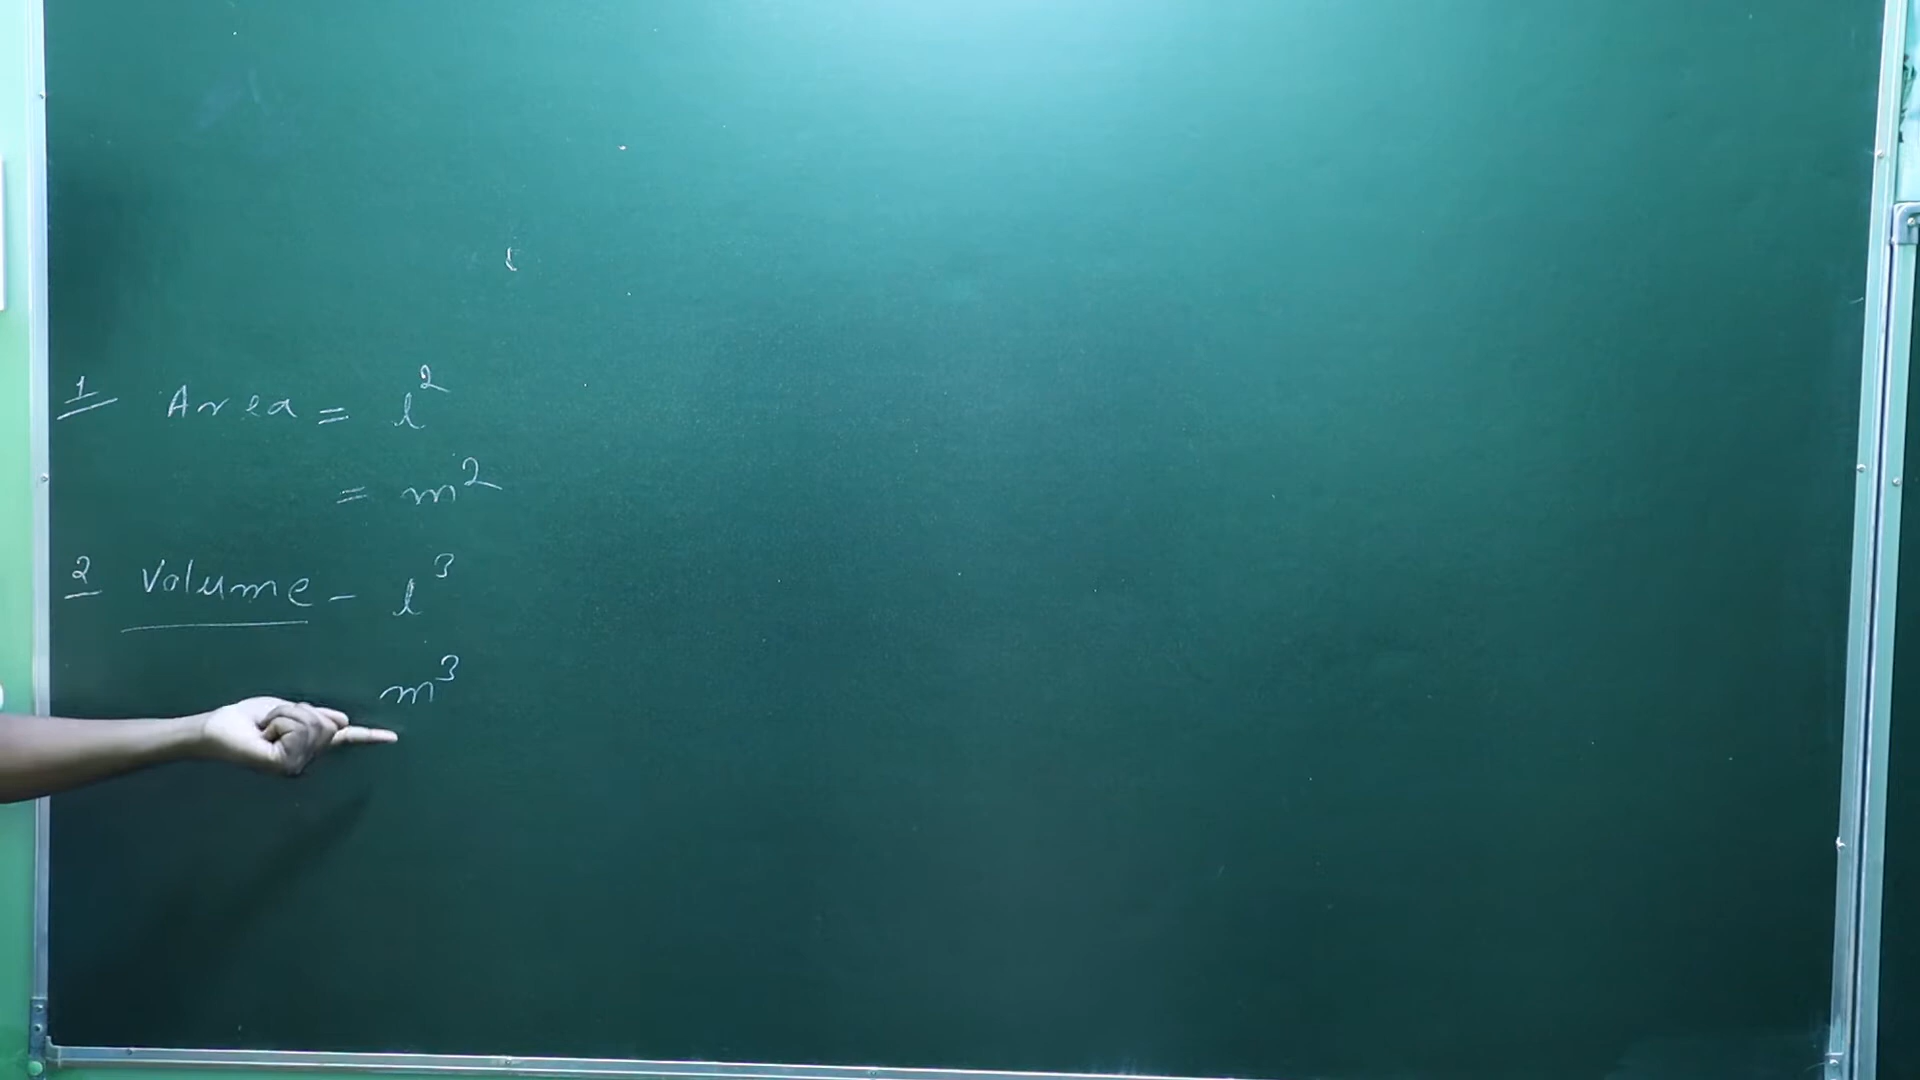 1 Area = l²
= m²
2 Volume - l³
m³